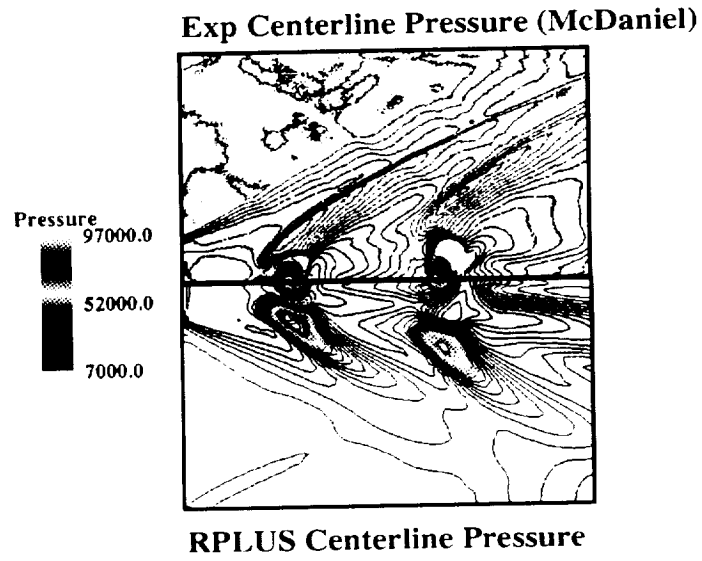 Exp Centerline Pressure (McDaniel)
Pressure
97000.0
52000.0
7000.0
RPLUS Centerline Pressure